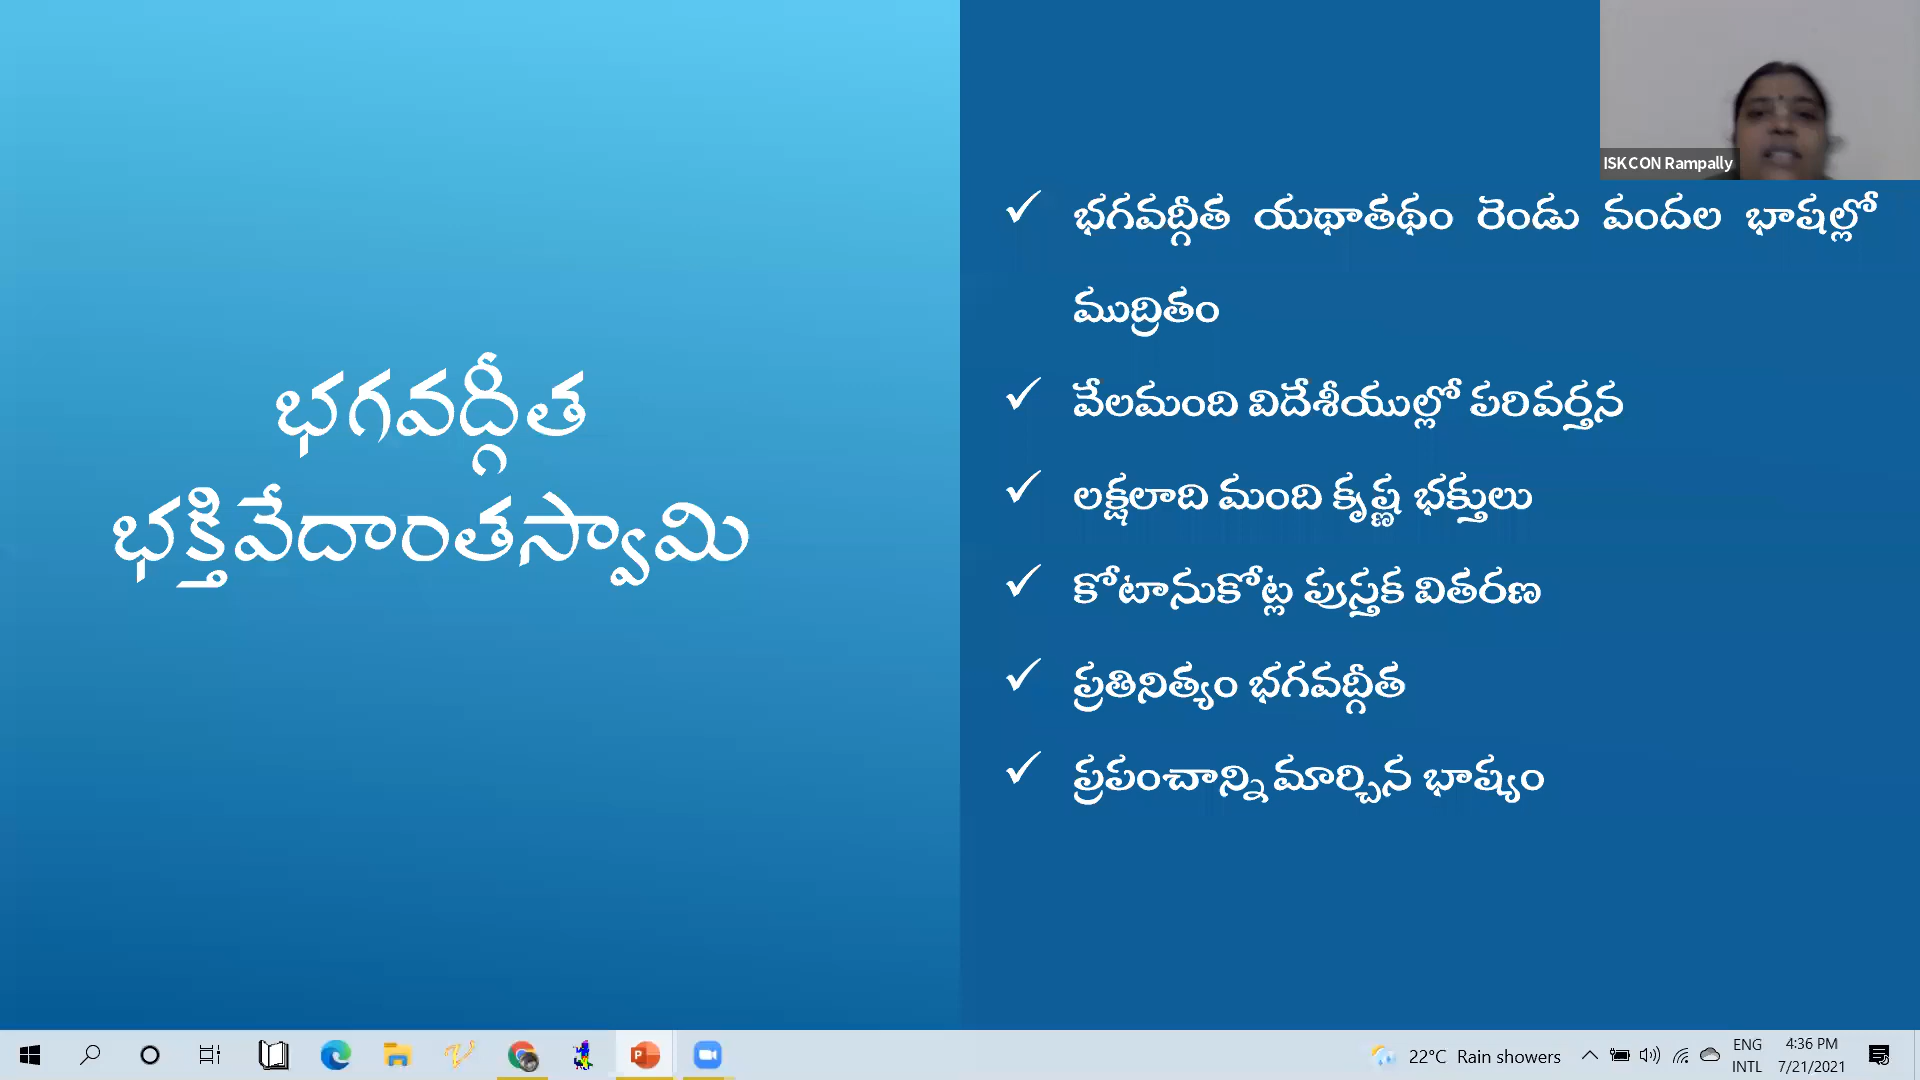 భగవద్గీత
భక్తివేదాంతస్వామి
ISKCON Rampally
భగవద్గీత యథాతథం రెండు వందల భాషల్లో
ముద్రితం
వేలమంది విదేశీయుల్లో పరివర్తన
లక్షలాది మంది కృష్ణ భక్తులు
కోటానుకోట్ల పుస్తక వితరణ
ప్రతినిత్యం భగవద్గీత
ప్రపంచాన్ని మార్చిన భాష్యం
22°C Rain showers
ENG
INTL
4:36 PM
7/21/2021